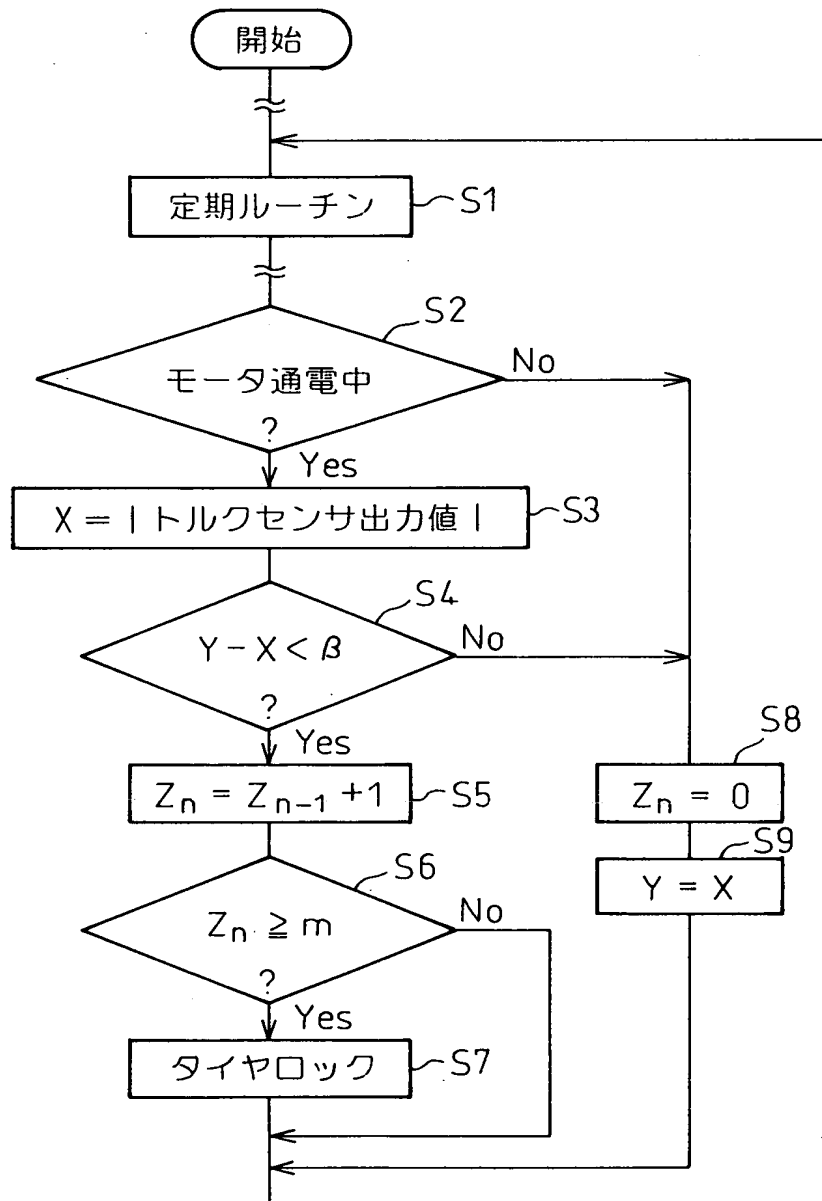 開始
定期ルーチン
S1
S2
モータ通電中
?
No
Yes
X = | トルクセンサ出力値 |
S3
S4
Y - X < β
?
No
Yes
Zn = Zn-1 + 1
S5
S8
Zn = 0
S9
Y = X
S6
Zn ≧ m
?
No
Yes
タイヤロック
S7